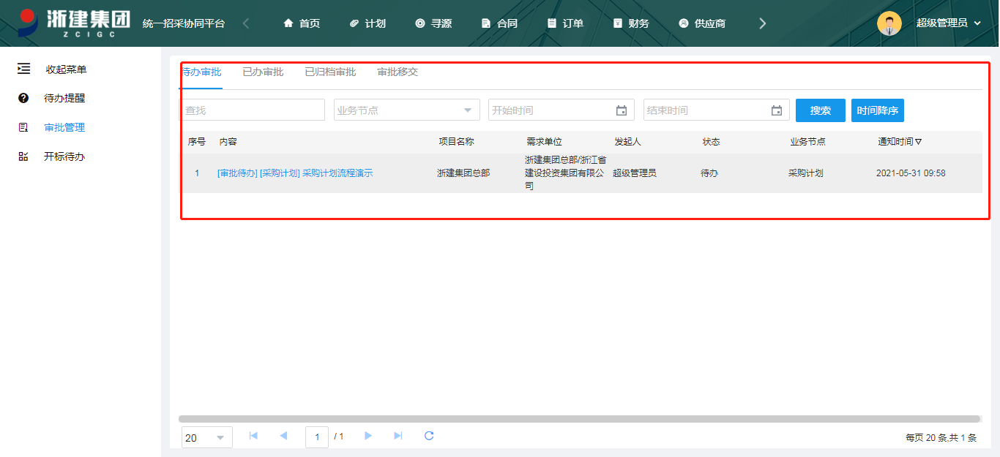 浙建集团 统一招采协同平台 首页 计划 寻源 合同 订单 财务 供应商 超级管理员
ZCIGC
收起菜单
待办提醒
审批管理
开标待办
待办审批 已办审批 已归档审批 审批移交
查找 业务节点 开始时间 结束时间 搜索 时间降序
序号 内容 项目名称 需求单位 发起人 状态 业务节点 通知时间
1 [审批待办] [采购计划] 采购计划流程演示 浙建集团总部 浙建集团总部/浙江省
建设投资集团有限公
司 超级管理员 待办 采购计划 2021-05-31 09:58
20 1 / 1 每页 20 条,共 1 条